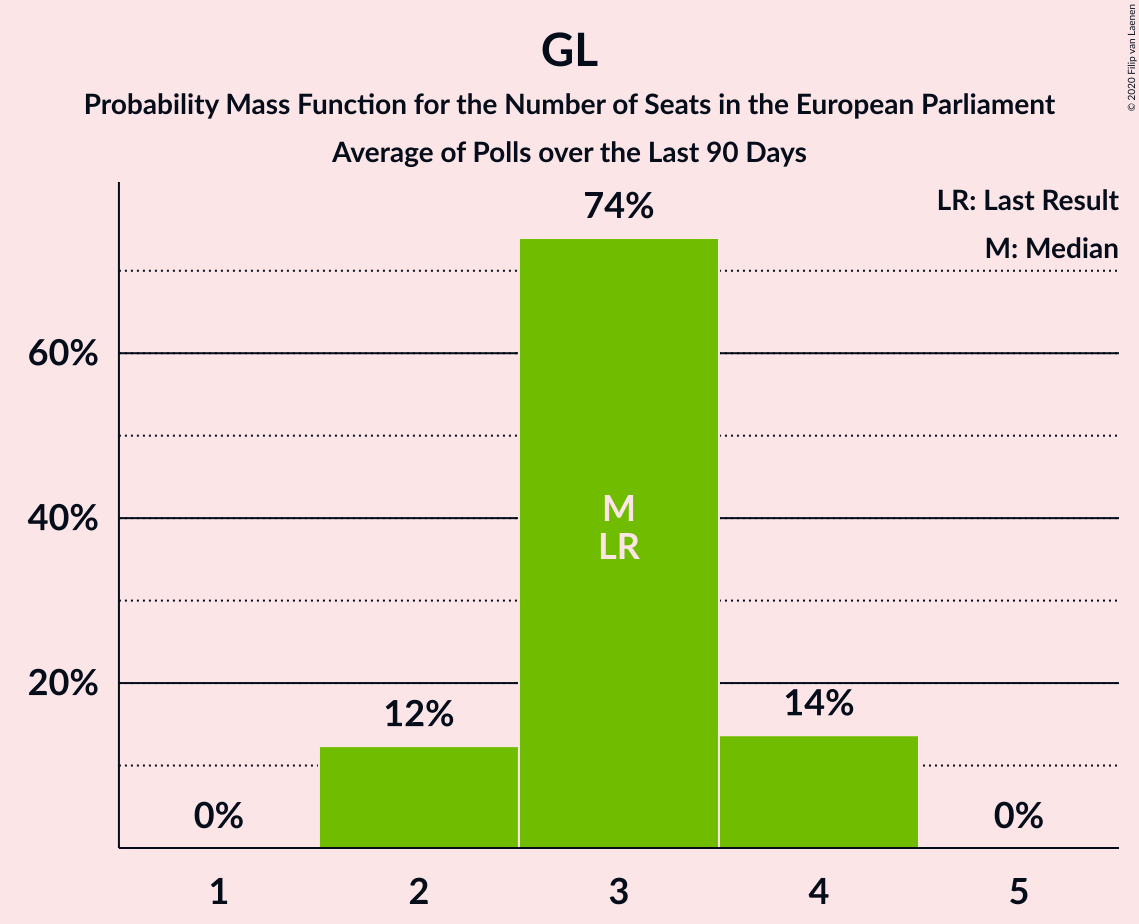 GL
Probability Mass Function for the Number of Seats in the European Parliament
Average of Polls over the Last 90 Days
© 2020 Filip van Laenen
LR: Last Result
M: Median
74%
60%
40%
20%
M
LR
12%
14%
0%
0%
1 2 3 4 5